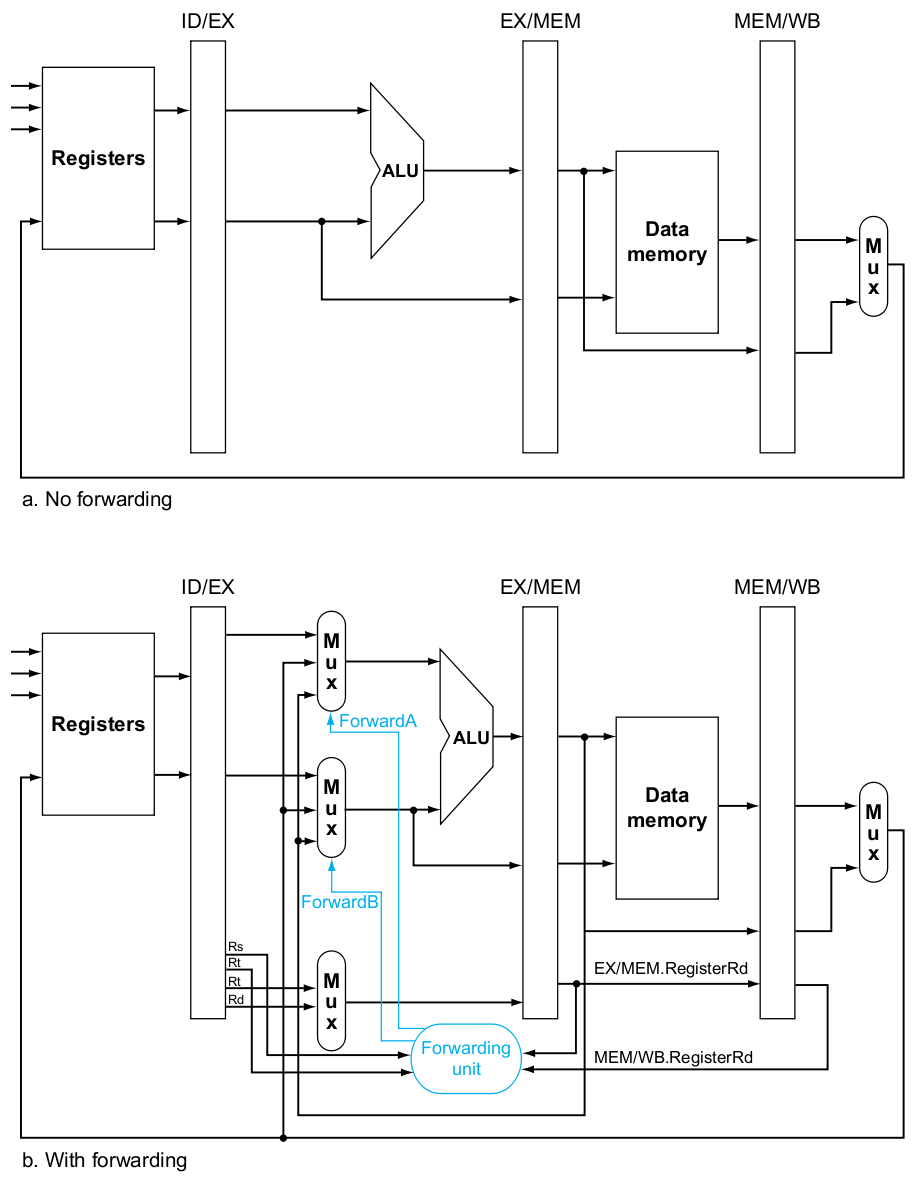 ID/EX
EX/MEM
MEM/WB
Registers
ALU
Data
memory
M
u
x
a. No forwarding
ID/EX
EX/MEM
MEM/WB
M
u
x
Registers
ForwardA
ALU
M
u
x
Data
memory
M
u
x
ForwardB
Rs
Rt
Rt
Rd
M
u
x
EX/MEM.RegisterRd
Forwarding
unit
MEM/WB.RegisterRd
b. With forwarding